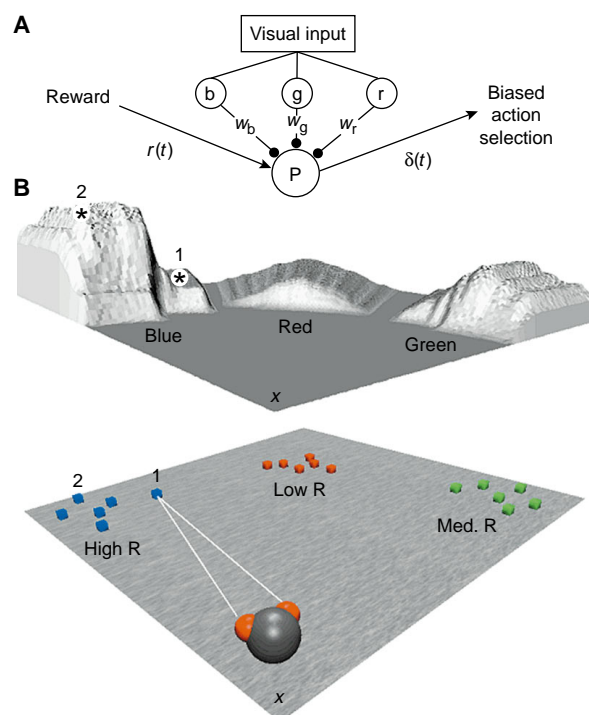 A
Visual input
Reward
b
g
r
Biased
action
selection
w_b
w_g
w_r
r(t)
δ(t)
P
B
2
*
1
*
Blue
Red
Green
x
2
1
Low R
High R
Med. R
x